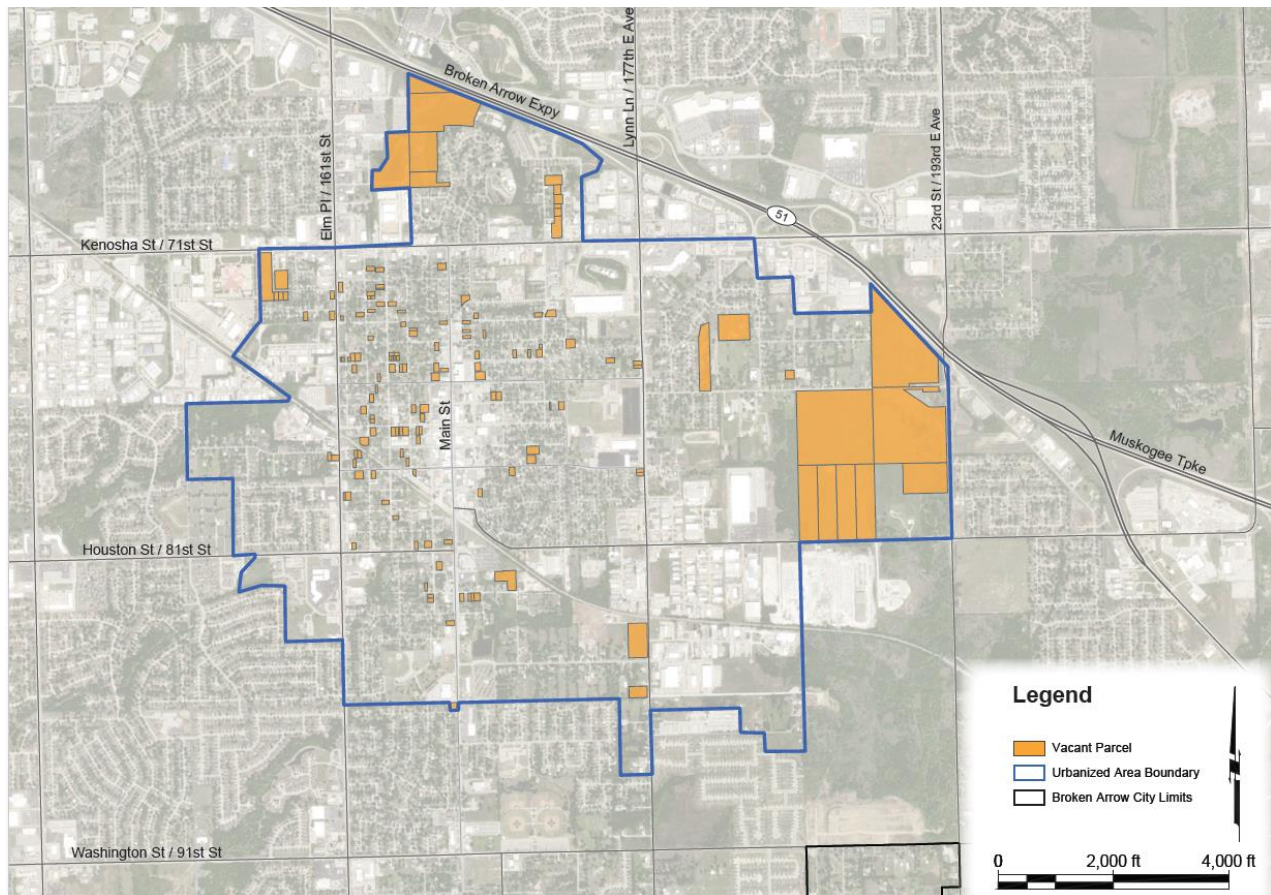 Broken Arrow Expy
Lynn Ln / 177th E Ave
Elm Pl / 161st St
23rd St / 193rd E Ave
51
Kenosha St / 71st St
Main St
Muskogee Tpke
Houston St / 81st St
Washington St / 91st St
Legend
Vacant Parcel
Urbanized Area Boundary
Broken Arrow City Limits
0 2,000 ft 4,000 ft